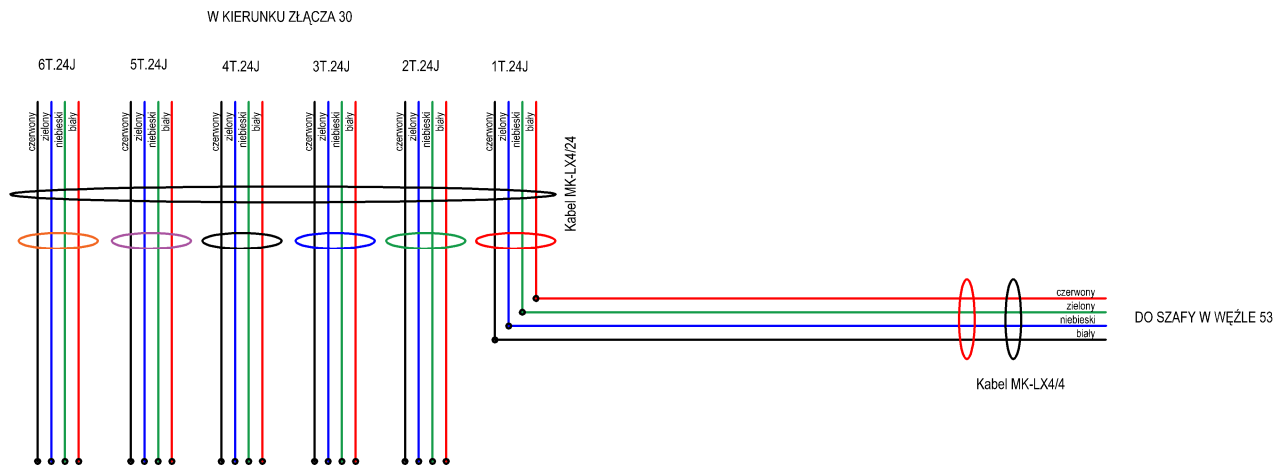 W KIERUNKU ZŁĄCZA 30
6T.24J
5T.24J
4T.24J
3T.24J
2T.24J
1T.24J
czerwony
zielony
niebieski
biały
czerwony
zielony
niebieski
biały
czerwony
zielony
niebieski
biały
czerwony
zielony
niebieski
biały
czerwony
zielony
niebieski
biały
czerwony
zielony
niebieski
biały
Kabel MK-LX4/24
czerwony
zielony
niebieski
biały
DO SZAFY W WĘŹLE 53
Kabel MK-LX4/4